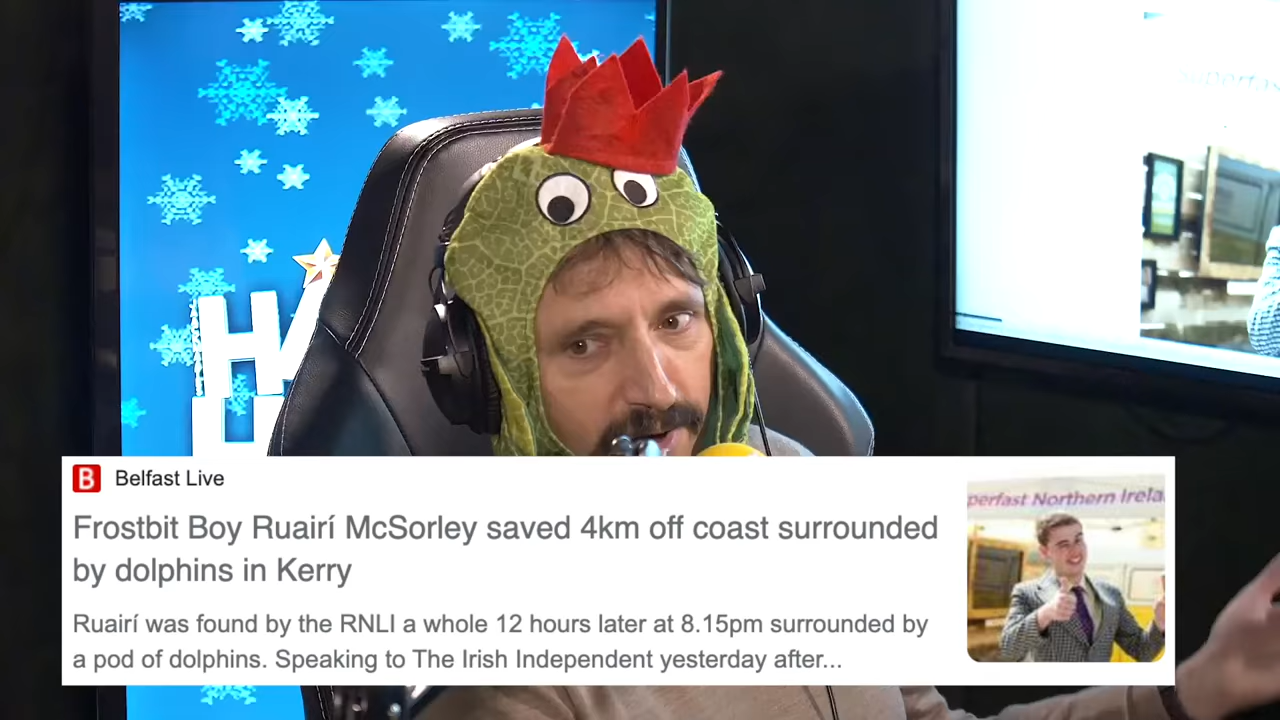 Superfas
HA
B Belfast Live
Frostbit Boy Ruairí McSorley saved 4km off coast surrounded
by dolphins in Kerry
perfast Northern Irela
Ruairí was found by the RNLI a whole 12 hours later at 8.15pm surrounded by
a pod of dolphins. Speaking to The Irish Independent yesterday after...